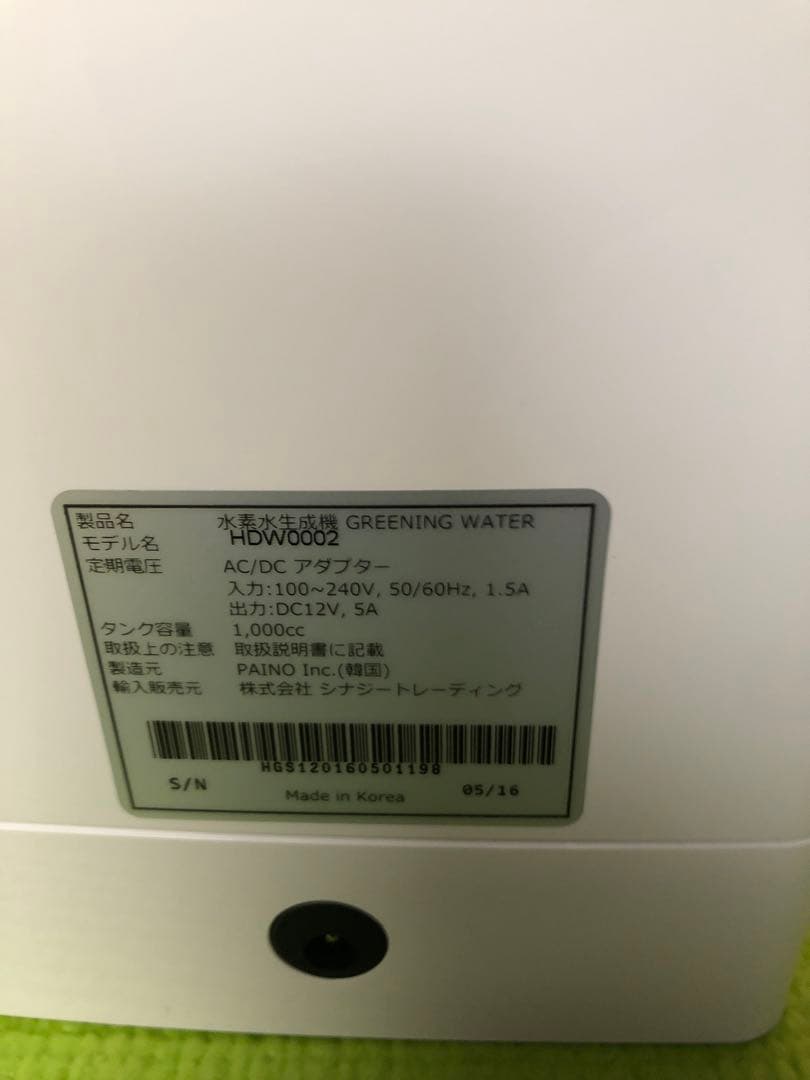 製品名 水素水生成機 GREENING WATER
モデル名 HDW0002
定期電圧 AC/DC アダプター
入力:100~240V, 50/60Hz, 1.5A
出力:DC12V, 5A
タンク容量 1,000cc
取扱上の注意 取扱説明書に記載
製造元 PAINO Inc.(韓国)
輸入販売元 株式会社 シナジートレーディング
HGS120160501198
S/N 05/16
Made in Korea